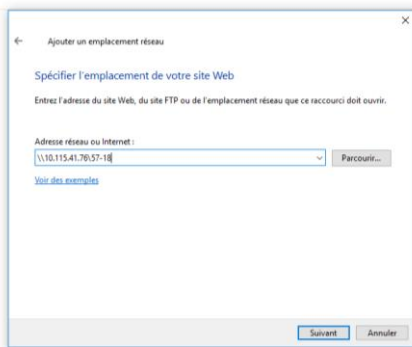 Ajouter un emplacement réseau
Spécifier l'emplacement de votre site Web
Entrez l'adresse du site Web, du site FTP ou de l'emplacement réseau que ce raccourci doit ouvrir.
Adresse réseau ou Internet :
\\10.115.41.76\57-18
Parcourir...
Voir des exemples
Suivant
Annuler